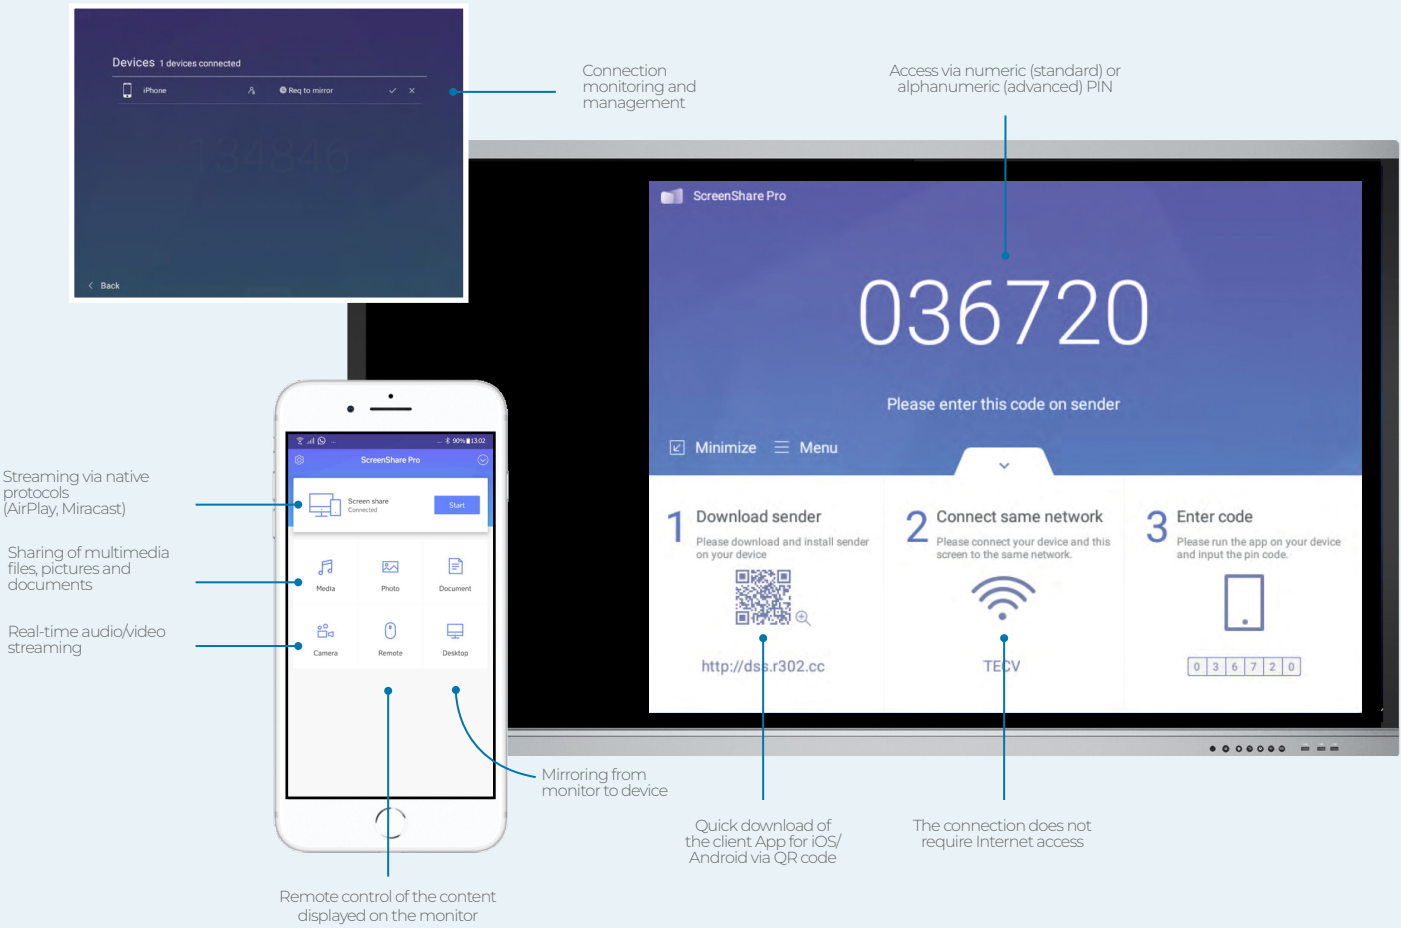 Devices 1 devices connected
iPhone
Req to mirror
134846
Back
Connection
monitoring and
management
Access via numeric (standard) or
alphanumeric (advanced) PIN
ScreenShare Pro
036720
Please enter this code on sender
Minimize Menu
1 Download sender
Please download and install sender
on your device
http://dss.r302.cc
2 Connect same network
Please connect your device and this
screen to the same network.
TECV
3 Enter code
Please run the app on your device
and input the pin code.
0 3 6 7 2 0
Streaming via native
protocols
(AirPlay, Miracast)
Sharing of multimedia
files, pictures and
documents
Real-time audio/video
streaming
... 90% 13:02
ScreenShare Pro
Screen share
Connected
Start
Media Photo Document
Camera Remote Desktop
Mirroring from
monitor to device
Remote control of the content
displayed on the monitor
Quick download of
the client App for iOS/
Android via QR code
The connection does not
require Internet access